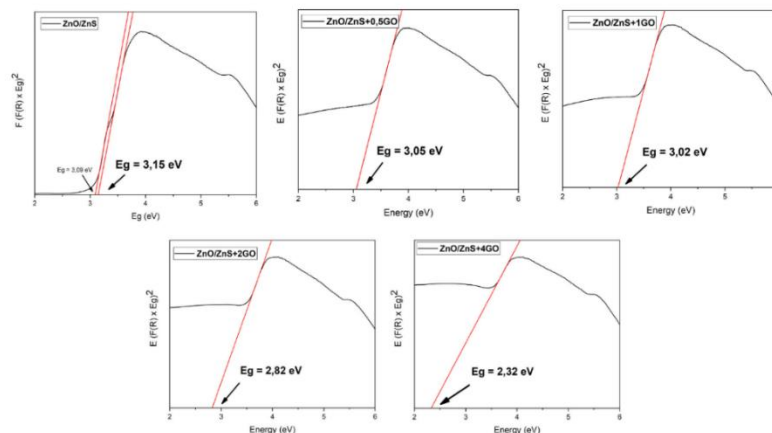 ZnO/ZnS
F (F(R) x Eg)²
Eg = 3,09 eV
Eg = 3,15 eV
2 3 4 5 6
Eg (eV)
ZnO/ZnS+0,5GO
E (F(R) x Eg)²
Eg = 3,05 eV
2 3 4 5 6
Energy (eV)
ZnO/ZnS+1GO
E (F(R) x Eg)²
Eg = 3,02 eV
2 3 4 5
Energy (eV)
ZnO/ZnS+2GO
E (F(R) x Eg)²
Eg = 2,82 eV
2 3 4 5 6
Energy (eV)
ZnO/ZnS+4GO
E (F(R) x Eg)²
Eg = 2,32 eV
2 3 4 5 6
Energy (eV)